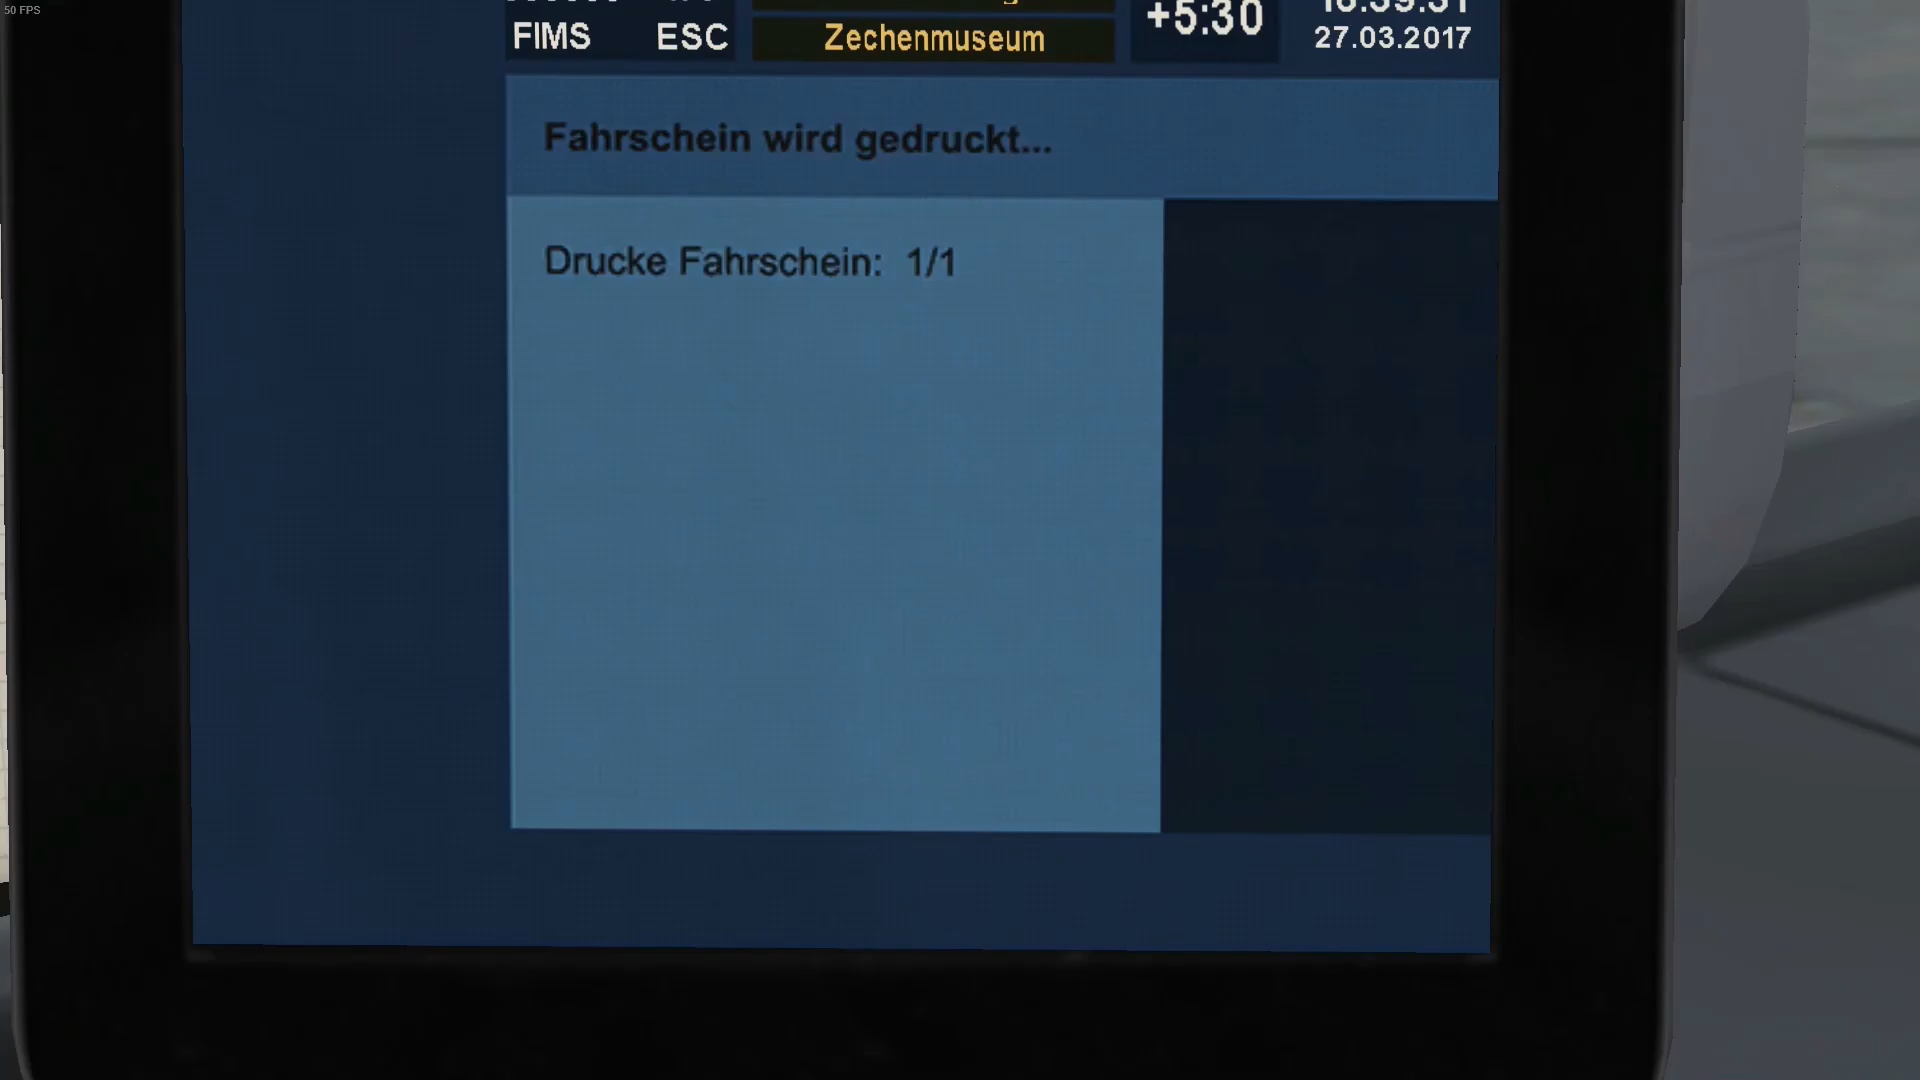 50 FPS
FIMS ESC
Zechenmuseum
+5:30
27.03.2017
Fahrschein wird gedruckt...
Drucke Fahrschein: 1/1